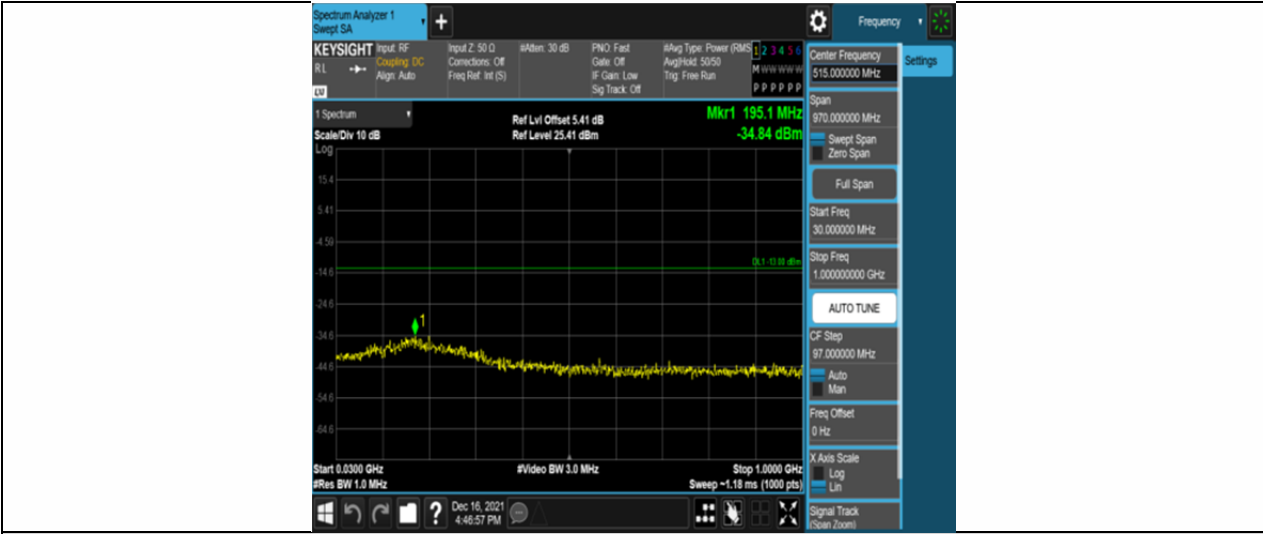 Spectrum Analyzer 1
Swept SA
Frequency
KEYSIGHT
RL
LV
Input: RF
Coupling: DC
Align: Auto
Input Z: 50 Ω
Corrections: Off
Freq Ref: Int (S)
#Atten: 30 dB
PNO: Fast
Gate: Off
IF Gain: Low
Sig Track: Off
#Avg Type: Power (RMS
Avg|Hold: 50/50
Trig: Free Run
1 2 3 4 5 6
M W W W W W
P P P P P P
1 Spectrum
Scale/Div 10 dB
Log
Ref Lvl Offset 5.41 dB
Ref Level 25.41 dBm
Mkr1 195.1 MHz
-34.84 dBm
15.4
5.41
-4.59
-14.6
-24.6
-34.6
-44.6
-54.6
-64.6
DL1 -13.00 dBm
1
Start 0.0300 GHz
#Res BW 1.0 MHz
#Video BW 3.0 MHz
Stop 1.0000 GHz
Sweep ~1.18 ms (1000 pts)
?
Dec 16, 2021
4:46:57 PM
Center Frequency
515.000000 MHz
Settings
Span
970.000000 MHz
Swept Span
Zero Span
Full Span
Start Freq
30.000000 MHz
Stop Freq
1.000000000 GHz
AUTO TUNE
CF Step
97.000000 MHz
Auto
Man
Freq Offset
0 Hz
X Axis Scale
Log
Lin
Signal Track
(Span Zoom)